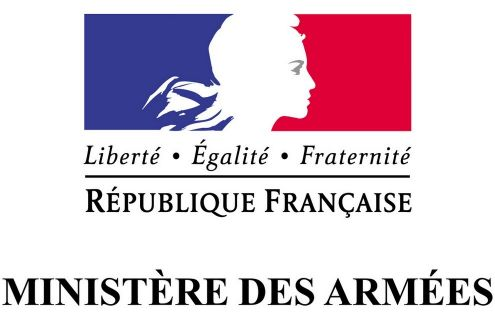 Liberté • Égalité • Fraternité
RÉPUBLIQUE FRANÇAISE
MINISTÈRE DES ARMÉES